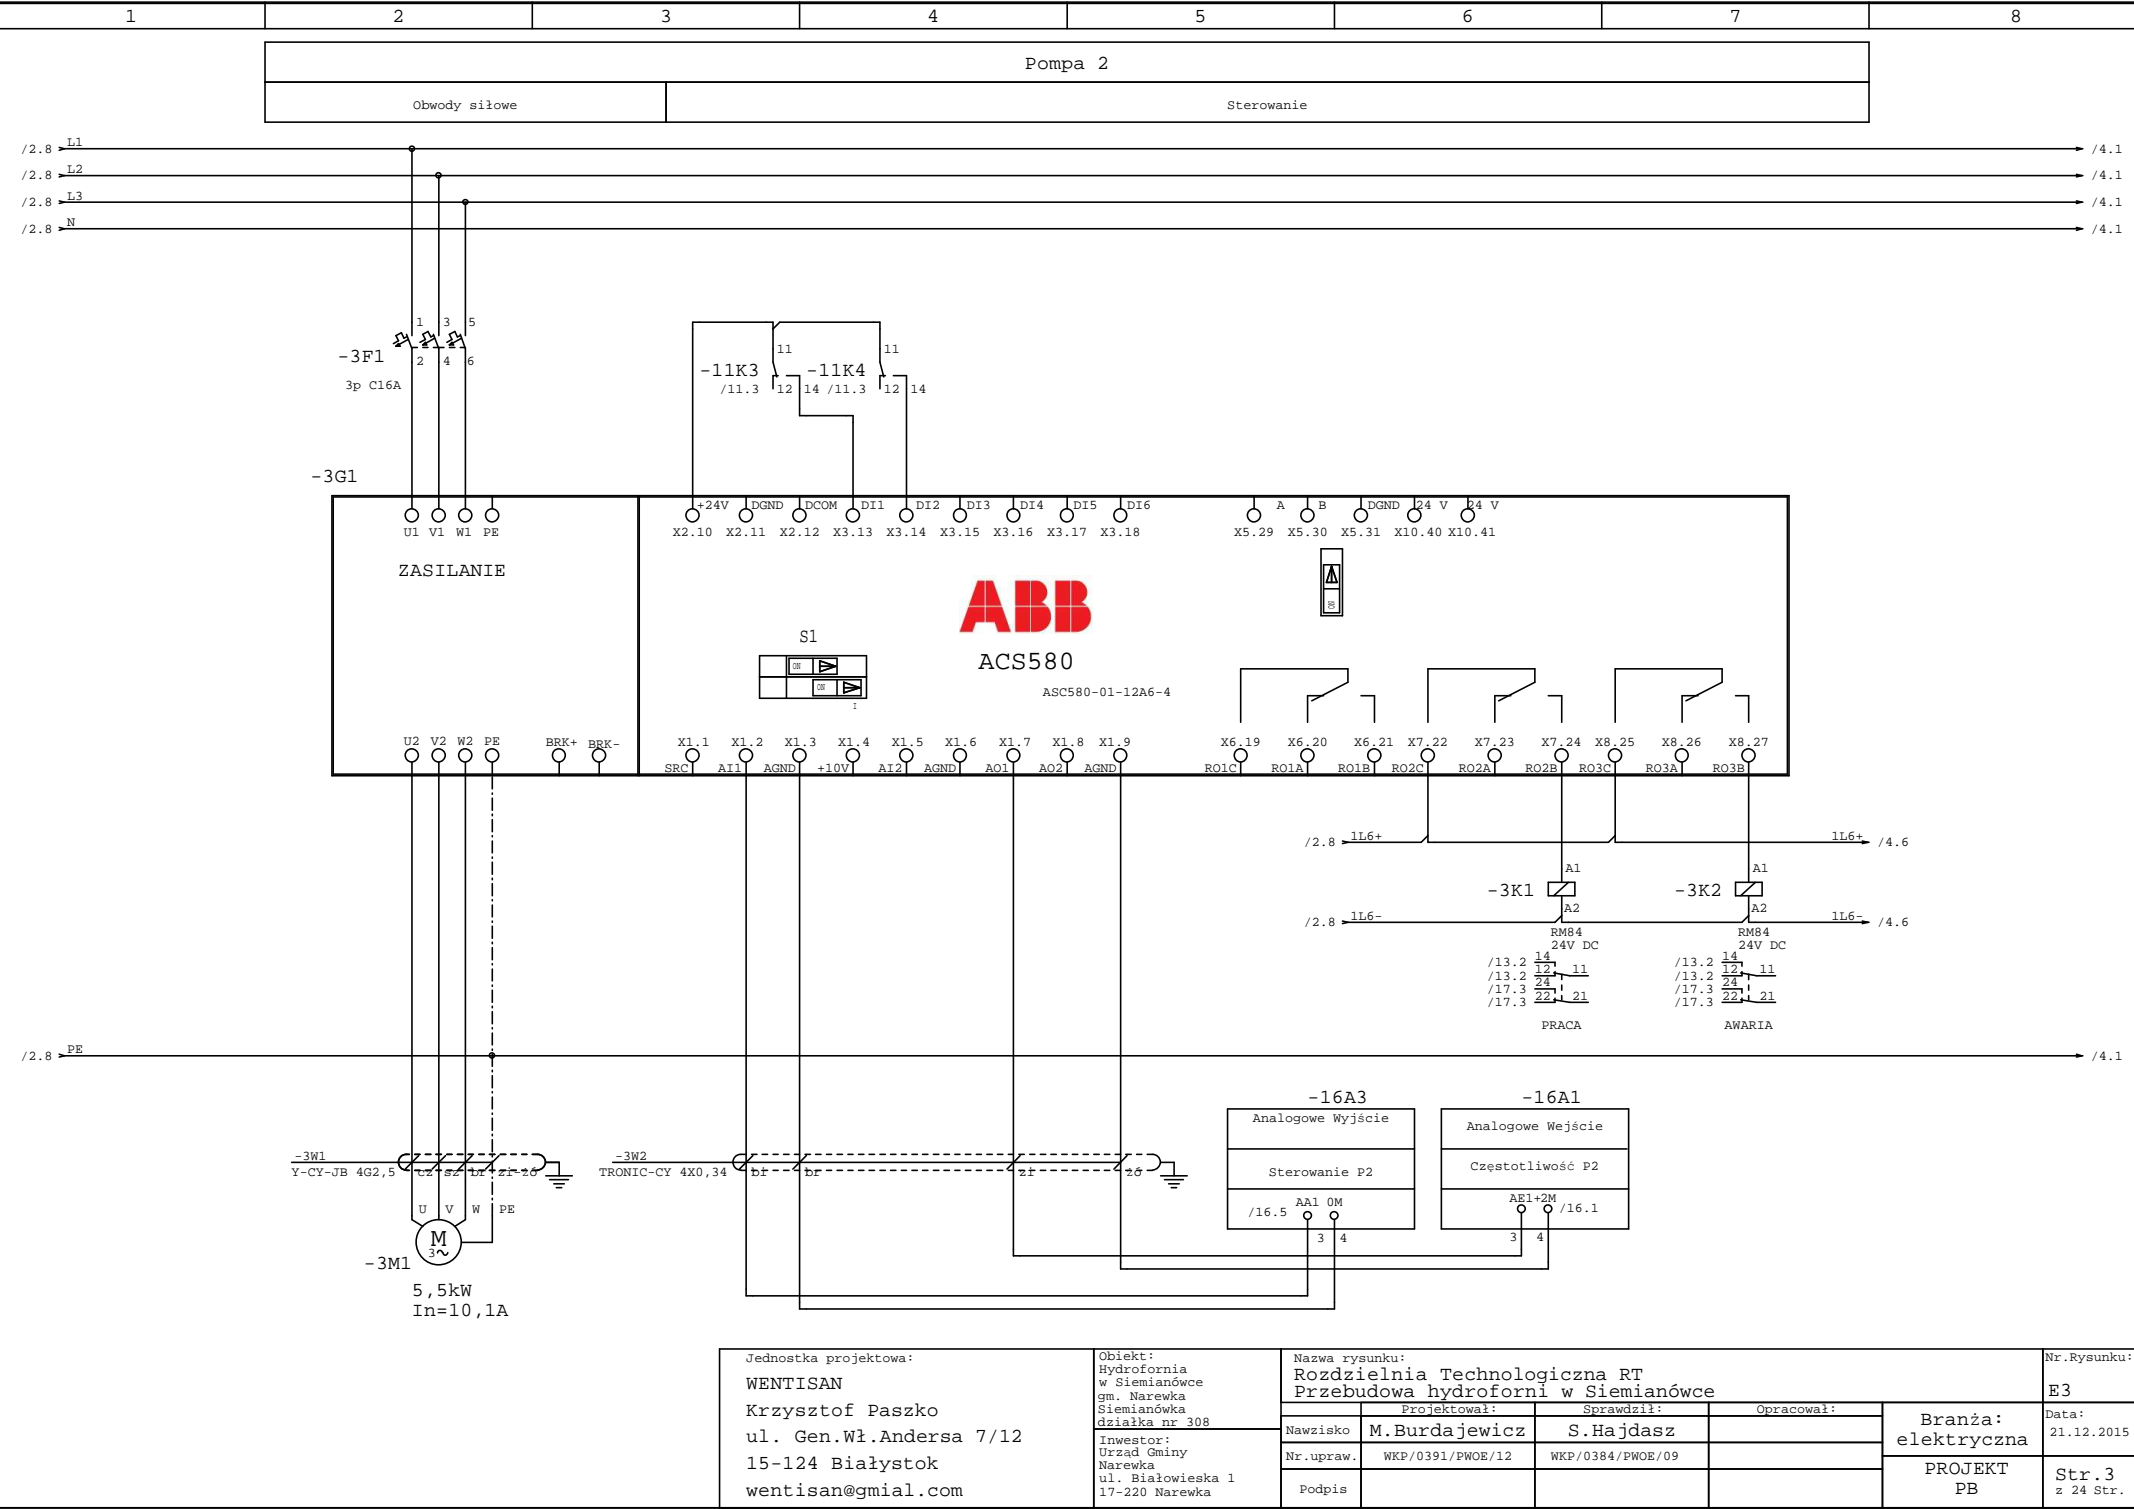 1 2 3 4 5 6 7 8
Pompa 2
Obwody siłowe Sterowanie
/2.8 L1 /4.1
/2.8 L2 /4.1
/2.8 L3 /4.1
/2.8 N /4.1
1 3 5
-3F1
2 4 6
3p C16A
11 11
-11K3 -11K4
/11.3 12 14 /11.3 12 14
-3G1
+24V DGND DCOM DI1 DI2 DI3 DI4 DI5 DI6 A B DGND 24 V 24 V
U1 V1 W1 PE X2.10 X2.11 X2.12 X3.13 X3.14 X3.15 X3.16 X3.17 X3.18 X5.29 X5.30 X5.31 X10.40 X10.41
ZASILANIE
ABB
ON
S1
ON
ON
I
ACS580
ASC580-01-12A6-4
U2 V2 W2 PE BRK+ BRK- X1.1 X1.2 X1.3 X1.4 X1.5 X1.6 X1.7 X1.8 X1.9 X6.19 X6.20 X6.21 X7.22 X7.23 X7.24 X8.25 X8.26 X8.27
SRC AI1 AGND +10V AI2 AGND AO1 AO2 AGND RO1C RO1A RO1B RO2C RO2A RO2B RO3C RO3A RO3B
/2.8 1L6+ 1L6+ /4.6
A1 A1
-3K1 -3K2
A2 A2
/2.8 1L6- 1L6- /4.6
RM84 RM84
24V DC 24V DC
/13.2 14 /13.2 14
/13.2 12 11 /13.2 12 11
/17.3 24 /17.3 24
/17.3 22 21 /17.3 22 21
PRACA AWARIA
/2.8 PE /4.1
-16A3 -16A1
Analogowe Wyjście Analogowe Wejście
Sterowanie P2 Częstotliwość P2
/16.5 AA1 0M AE1+2M /16.1
3 4 3 4
-3W1
Y-CY-JB 4G2,5 cz sz br zi-żó
-3W2
TRONIC-CY 4X0,34 bi br zi żó
U V W PE
M
3~
-3M1
5,5kW
In=10,1A
Jednostka projektowa:
WENTISAN
Krzysztof Paszko
ul. Gen.Wł.Andersa 7/12
15-124 Białystok
wentisan@gmial.com
Obiekt:
Hydrofornia
w Siemianówce
gm. Narewka
Siemianówka
działka nr 308
Inwestor:
Urząd Gminy
Narewka
ul. Białowieska 1
17-220 Narewka
Nazwa rysunku:
Rozdzielnia Technologiczna RT
Przebudowa hydroforni w Siemianówce
Projektował: Sprawdził: Opracował:
Nawzisko M.Burdajewicz S.Hajdasz
Nr.upraw. WKP/0391/PWOE/12 WKP/0384/PWOE/09
Podpis
Branża:
elektryczna
PROJEKT
PB
Nr.Rysunku:
E3
Data:
21.12.2015
Str.3
z 24 Str.